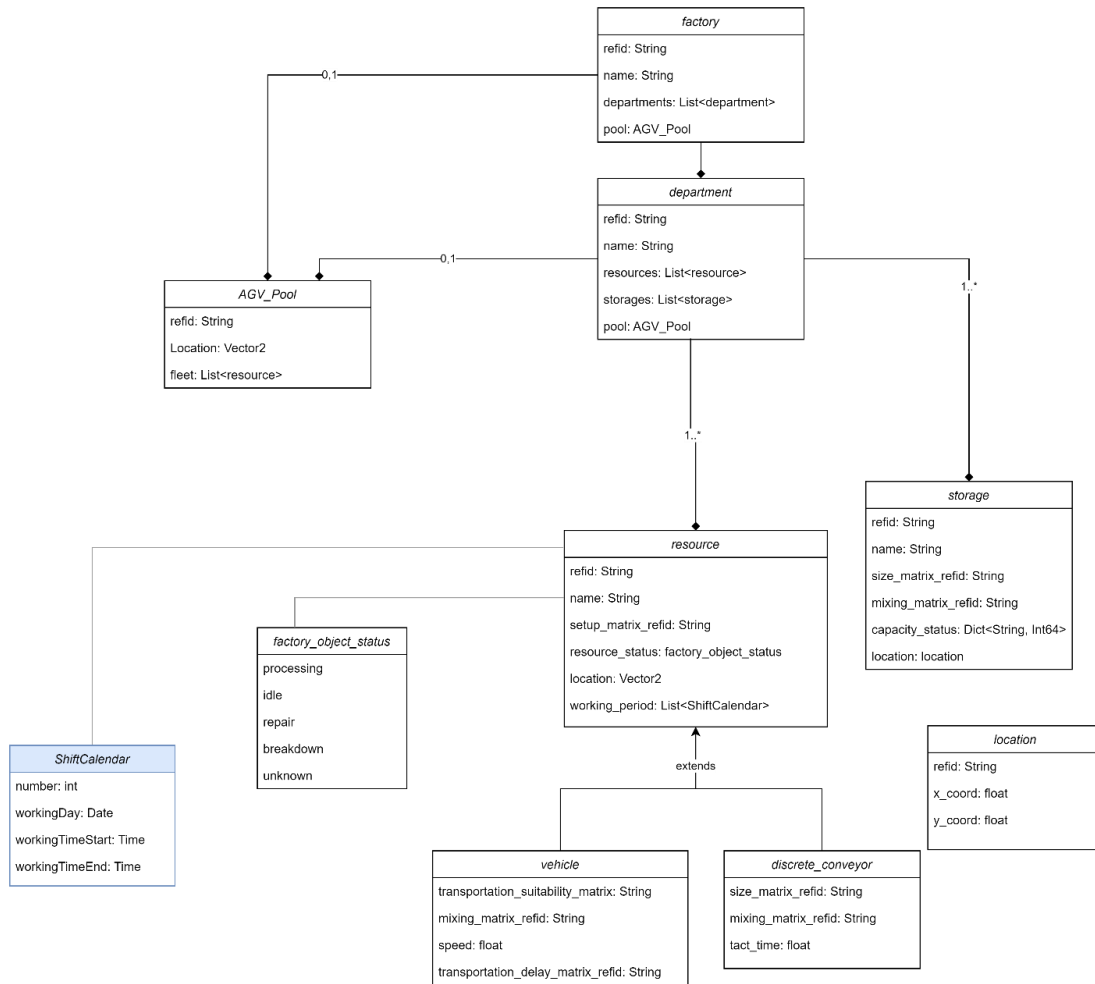 factory
refid: String
name: String
departments: List<department>
pool: AGV_Pool
0,1
department
refid: String
name: String
resources: List<resource>
storages: List<storage>
pool: AGV_Pool
0,1
1..*
AGV_Pool
refid: String
Location: Vector2
fleet: List<resource>
1..*
storage
refid: String
name: String
size_matrix_refid: String
mixing_matrix_refid: String
capacity_status: Dict<String, Int64>
location: location
resource
refid: String
name: String
setup_matrix_refid: String
resource_status: factory_object_status
location: Vector2
working_period: List<ShiftCalendar>
factory_object_status
processing
idle
repair
breakdown
unknown
ShiftCalendar
number: int
workingDay: Date
workingTimeStart: Time
workingTimeEnd: Time
location
refid: String
x_coord: float
y_coord: float
extends
vehicle
transportation_suitability_matrix: String
mixing_matrix_refid: String
speed: float
transportation_delay_matrix_refid: String
discrete_conveyor
size_matrix_refid: String
mixing_matrix_refid: String
tact_time: float